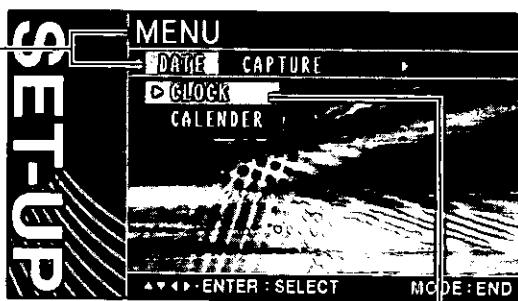 SET-UP
MENU
DATE CAPTURE
CLOCK
CALENDER
▲▼◀▶-ENTER : SELECT MODE : END